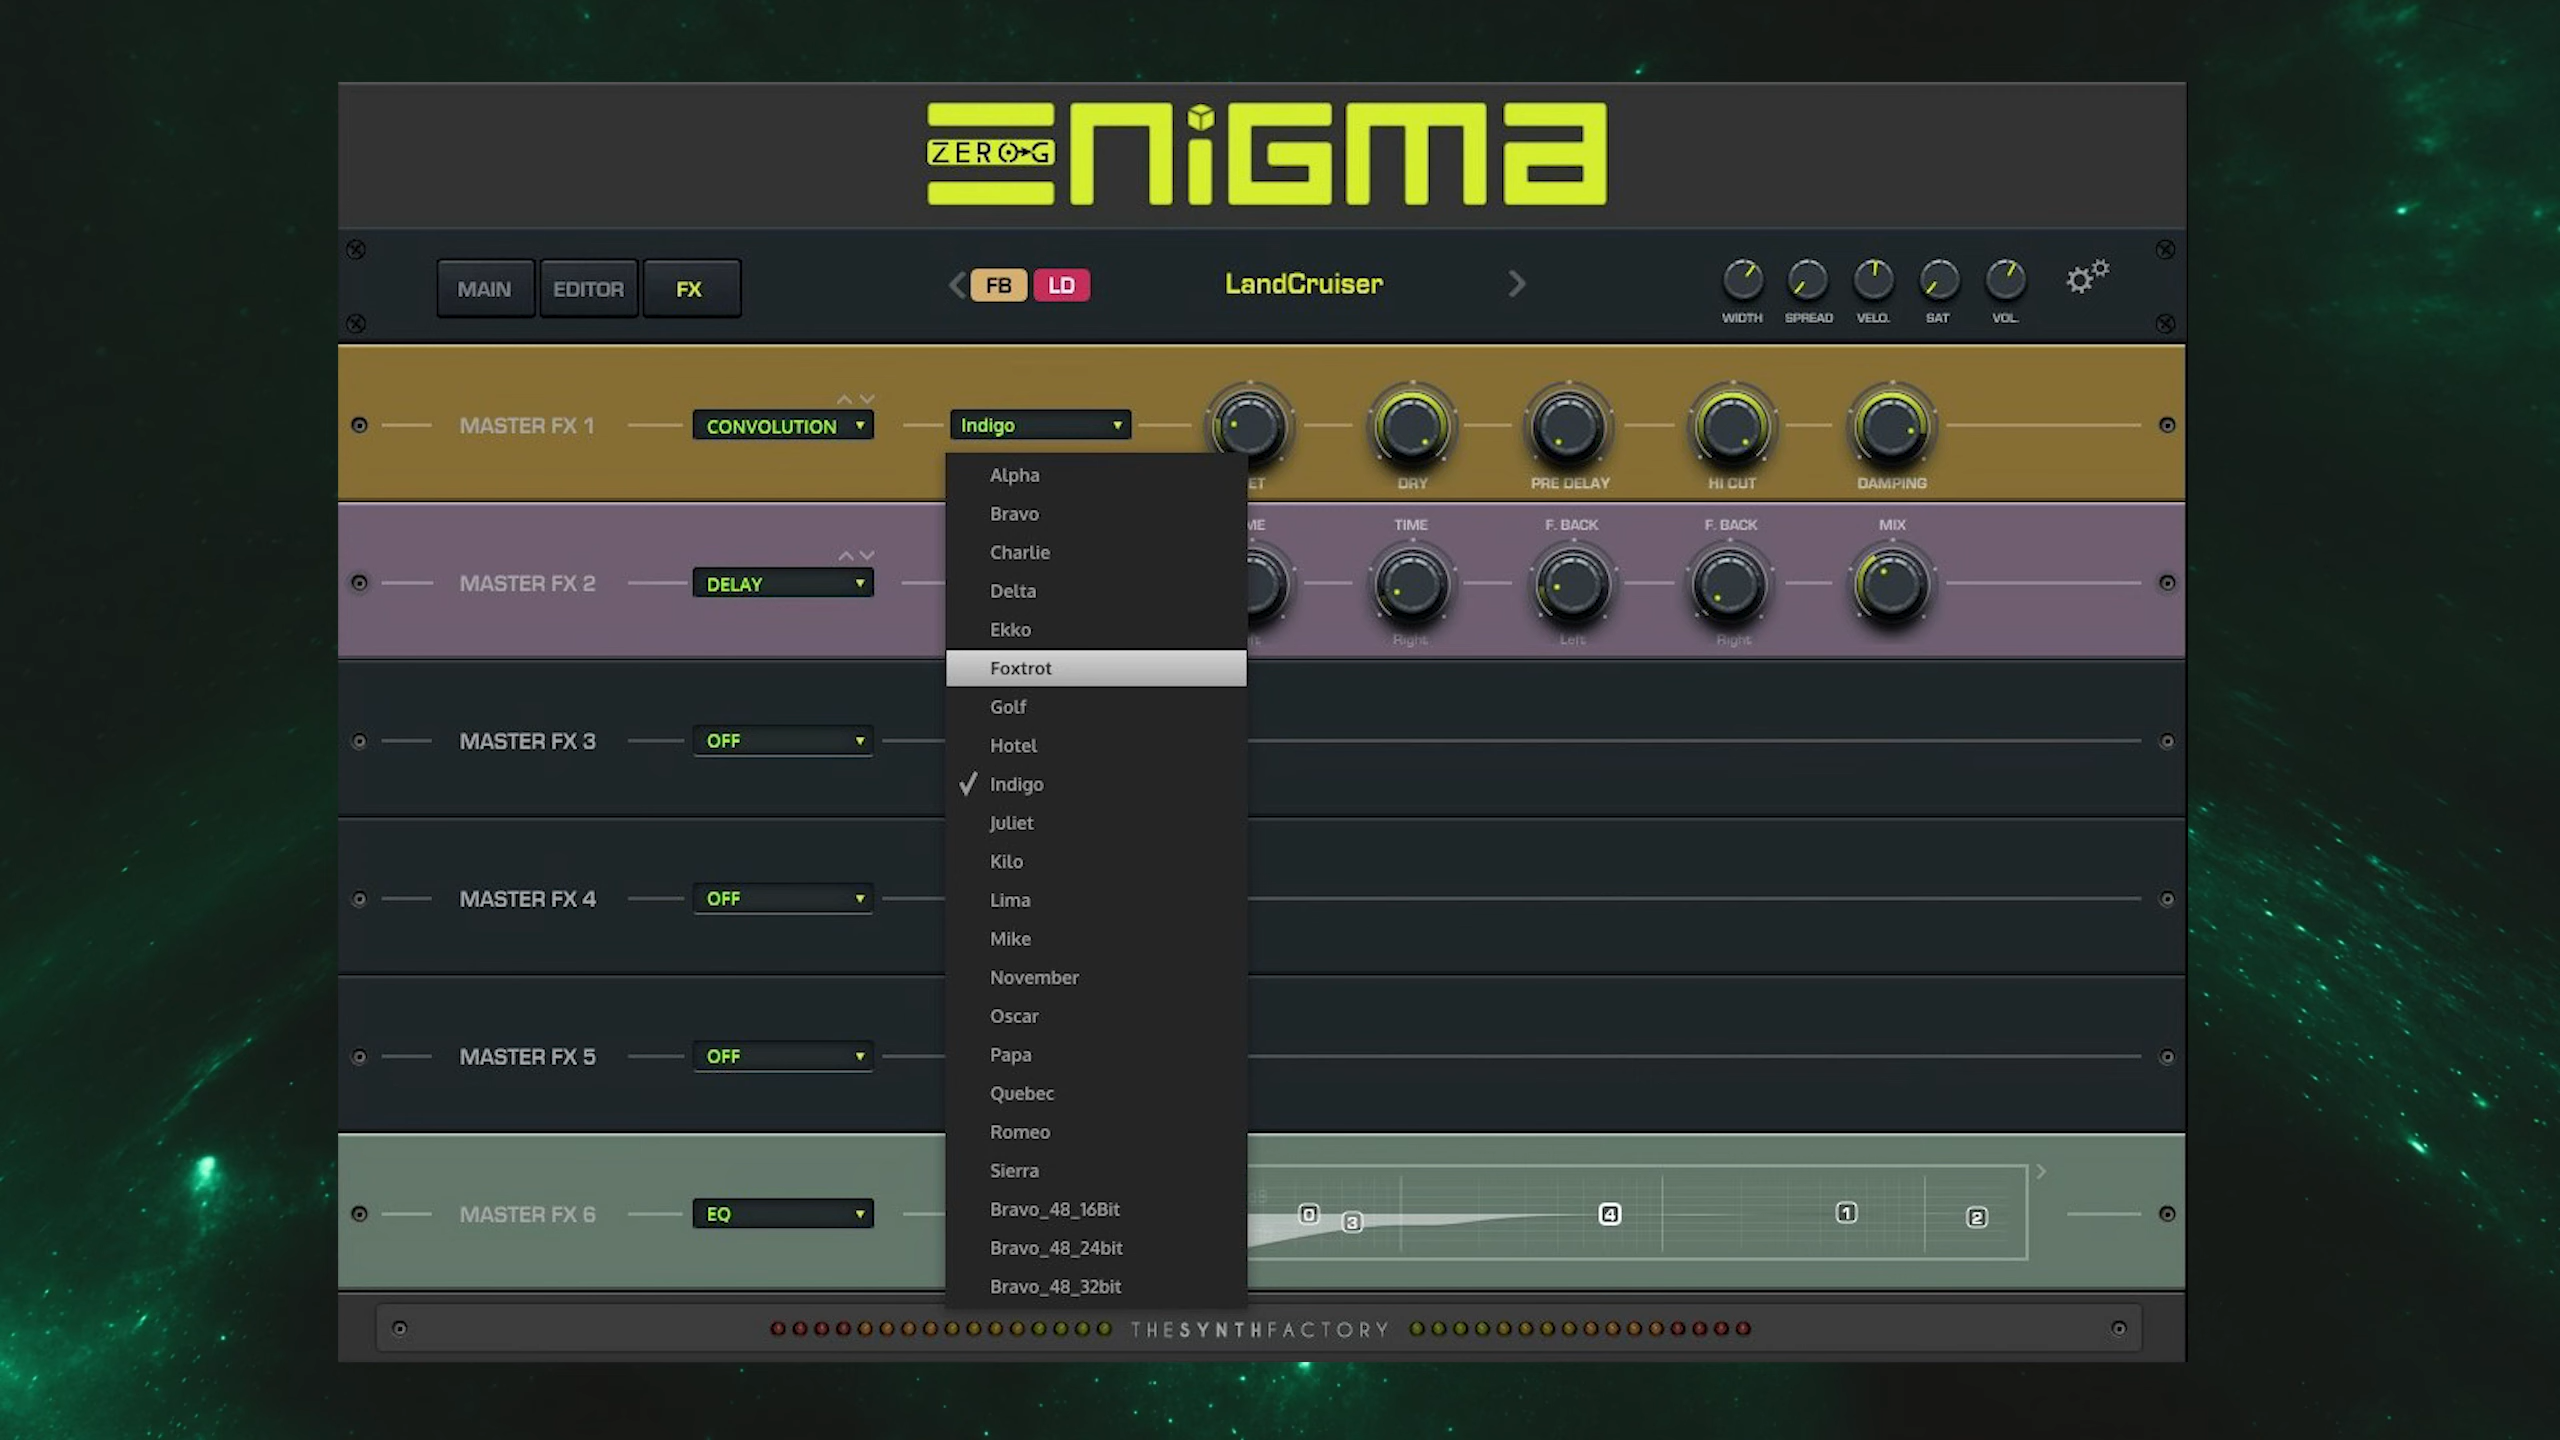 ENiGMa
ZERO-G
MAIN EDITOR FX
FB LD LandCruiser
WIDTH SPREAD VELO. SAT VOL.
MASTER FX 1 CONVOLUTION Indigo
DRY PRE DELAY HI CUT DAMPING
TIME F. BACK F. BACK MIX
MASTER FX 2 DELAY
Right Left Right
MASTER FX 3 OFF
MASTER FX 4 OFF
MASTER FX 5 OFF
MASTER FX 6 EQ
Alpha
Bravo
Charlie
Delta
Ekko
Foxtrot
Golf
Hotel
Indigo
Juliet
Kilo
Lima
Mike
November
Oscar
Papa
Quebec
Romeo
Sierra
Bravo_48_16Bit
Bravo_48_24bit
Bravo_48_32bit
0 3 4 1 2
THESYNTHFACTORY